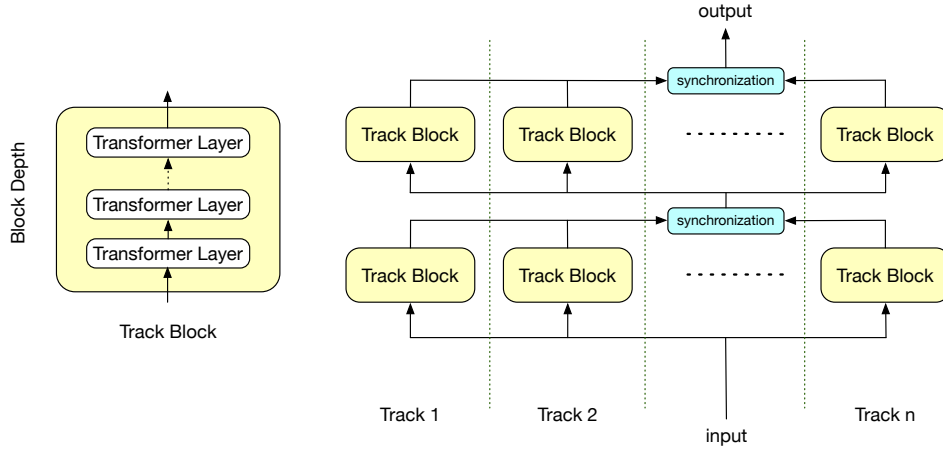 Block Depth
Transformer Layer
Transformer Layer
Transformer Layer
Track Block
output
synchronization
Track Block
Track Block
Track Block
synchronization
Track Block
Track Block
Track Block
Track 1
Track 2
Track n
input